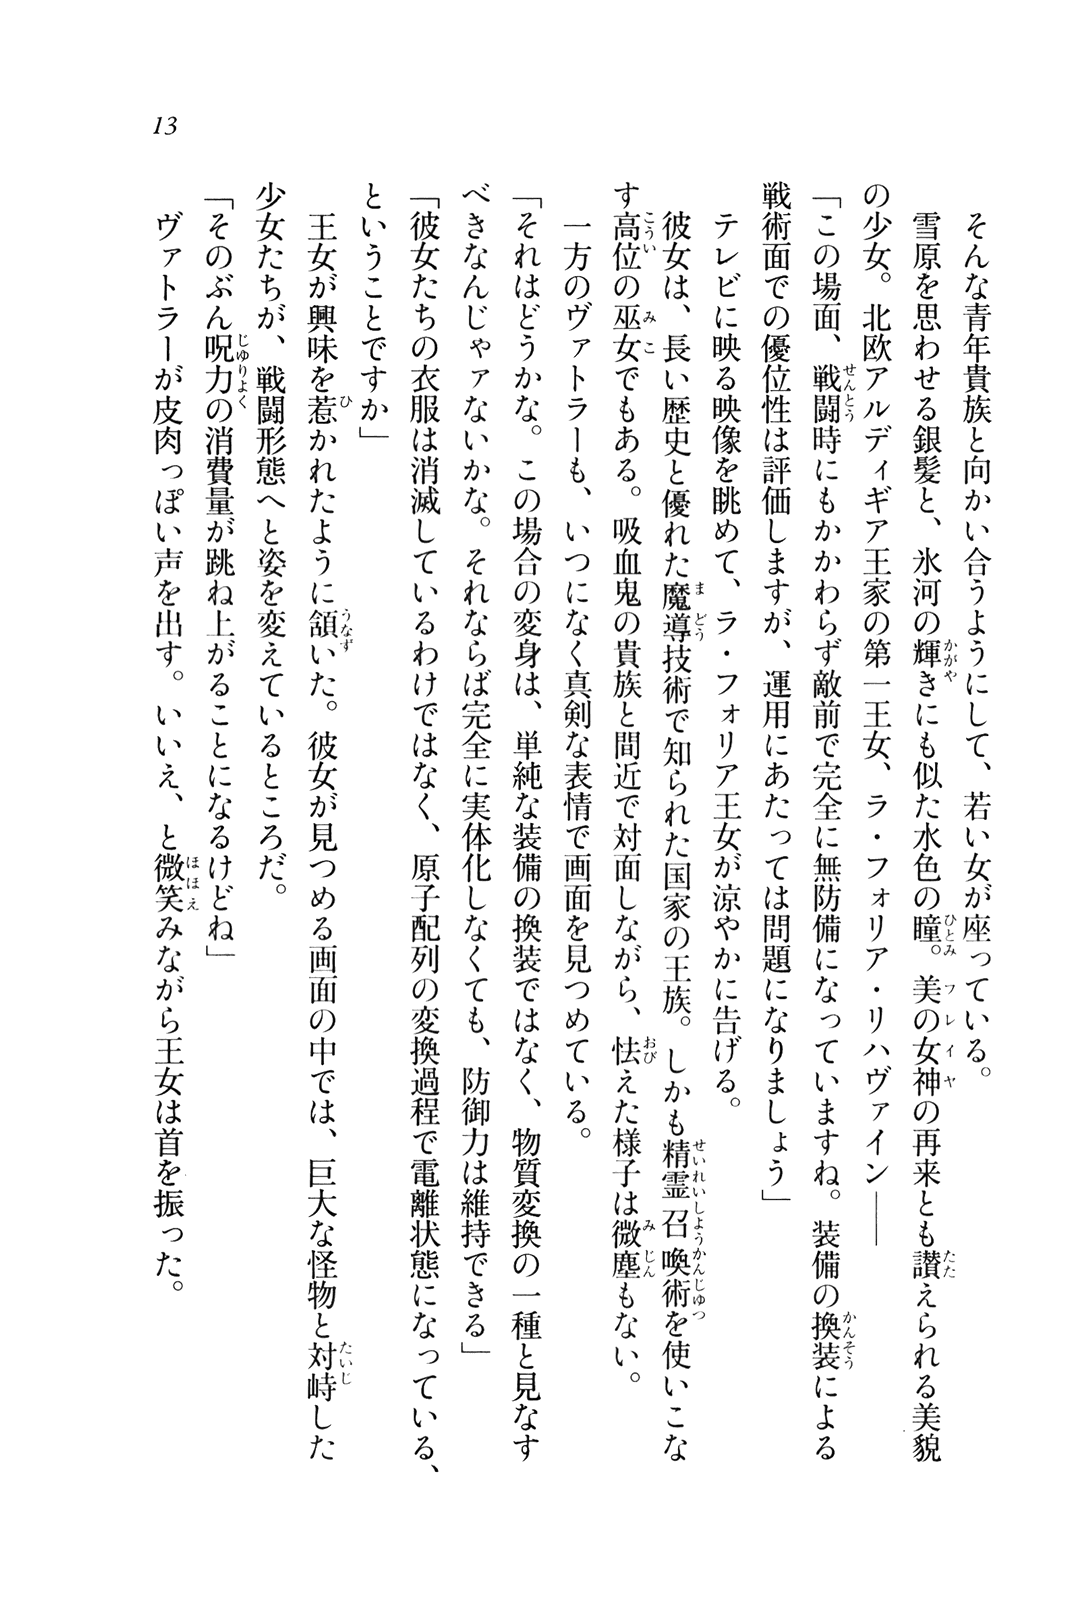 13
そんな青年貴族と向かい合うようにして、若い女が座っている。
雪原を思わせる銀髪と、氷河の輝きにも似た水色の瞳。美の女神の再来とも讃えられる美貌
の少女。北欧アルディギア王家の第一王女、ラ・フォリア・リハヴァイン――
「この場面、戦闘時にもかかわらず敵前で完全に無防備になっていますね。装備の換装による
戦術面での優位性は評価しますが、運用にあたっては問題になりましょう」
テレビに映る映像を眺めて、ラ・フォリア王女が涼やかに告げる。
彼女は、長い歴史と優れた魔導技術で知られた国家の王族。しかも精霊召喚術を使いこな
す高位の巫女でもある。吸血鬼の貴族と間近で対面しながら、怯えた様子は微塵もない。
一方のヴァトラーも、いつになく真剣な表情で画面を見つめている。
「それはどうかな。この場合の変身は、単純な装備の換装ではなく、物質変換の一種と見なす
べきなんじゃァないかな。それならば完全に実体化しなくても、防御力は維持できる」
「彼女たちの衣服は消滅しているわけではなく、原子配列の変換過程で電離状態になっている、
ということですか」
王女が興味を惹かれたように頷いた。彼女が見つめる画面の中では、巨大な怪物と対峙した
少女たちが、戦闘形態へと姿を変えているところだ。
「そのぶん呪力の消費量が跳ね上がることになるけどね」
ヴァトラーが皮肉っぽい声を出す。いいえ、と微笑みながら王女は首を振った。